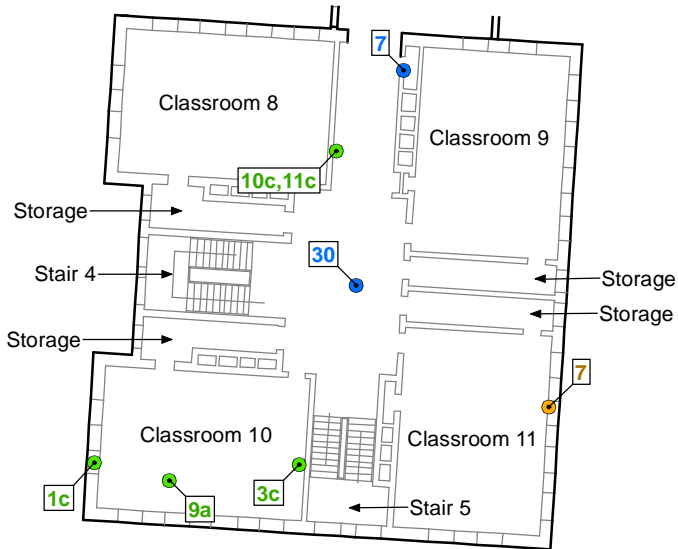 7
Classroom 8
Classroom 9
10c,11c
Storage
30
Stair 4
Storage
Storage
Storage
7
Classroom 10
Classroom 11
1c
9a
3c
Stair 5